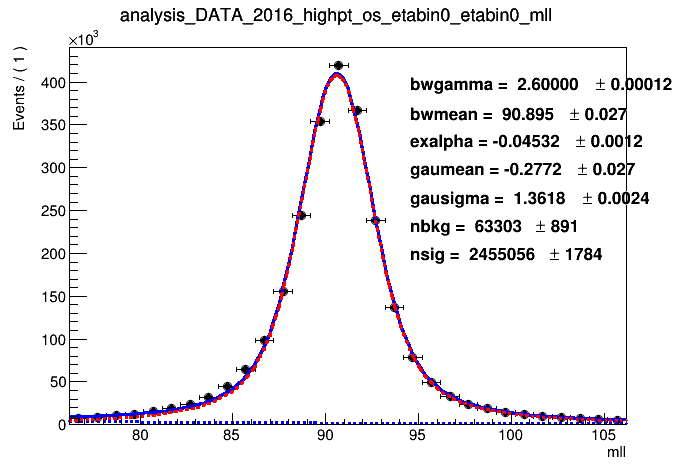 analysis_DATA_2016_highpt_os_etabin0_etabin0_mll
×10³
Events / ( 1 )
400
350
300
250
200
150
100
50
0
bwgamma = 2.60000 ± 0.00012
bwmean = 90.895 ± 0.027
exalpha = -0.04532 ± 0.0012
gaumean = -0.2772 ± 0.027
gausigma = 1.3618 ± 0.0024
nbkg = 63303 ± 891
nsig = 2455056 ± 1784
80 85 90 95 100 105
mll